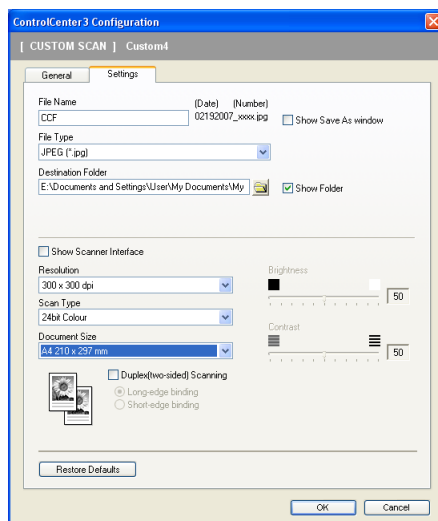 ControlCenter3 Configuration
[ CUSTOM SCAN ] Custom4
General Settings
File Name (Date) (Number)
CCF 02192007_xxxx.jpg Show Save As window
File Type
JPEG (*.jpg)
Destination Folder
E:\Documents and Settings\User\My Documents\My Show Folder
Show Scanner Interface
Resolution Brightness
300 x 300 dpi 50
Scan Type
24bit Colour Contrast
Document Size
A4 210 x 297 mm 50
Duplex(two-sided) Scanning
Long-edge binding
Short-edge binding
Restore Defaults
OK Cancel